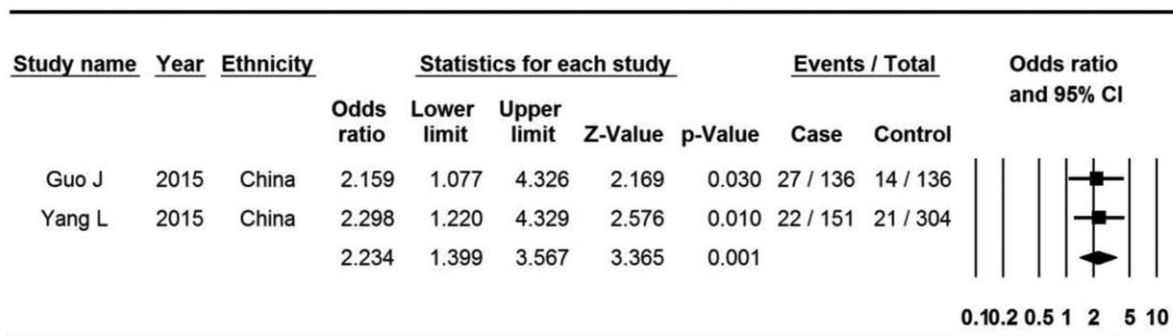 Study name Year Ethnicity Statistics for each study Events / Total Odds ratio
and 95% CI
Odds Lower Upper
ratio limit limit Z-Value p-Value Case Control
Guo J 2015 China 2.159 1.077 4.326 2.169 0.030 27 / 136 14 / 136
Yang L 2015 China 2.298 1.220 4.329 2.576 0.010 22 / 151 21 / 304
2.234 1.399 3.567 3.365 0.001
0.10.2 0.5 1 2 5 10